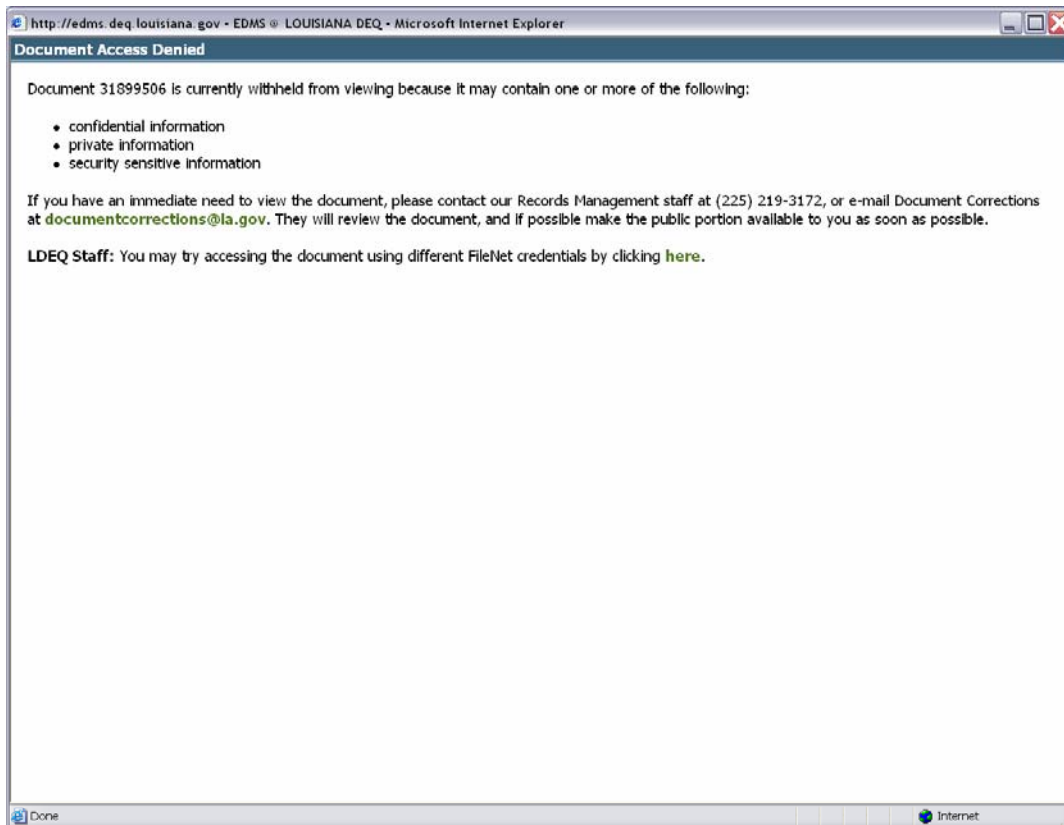 http://edms.deq.louisiana.gov - EDMS @ LOUISIANA DEQ - Microsoft Internet Explorer
Document Access Denied
Document 31899506 is currently withheld from viewing because it may contain one or more of the following:
• confidential information
• private information
• security sensitive information
If you have an immediate need to view the document, please contact our Records Management staff at (225) 219-3172, or e-mail Document Corrections
at documentcorrections@la.gov. They will review the document, and if possible make the public portion available to you as soon as possible.
LDEQ Staff: You may try accessing the document using different FileNet credentials by clicking here.
Done
Internet